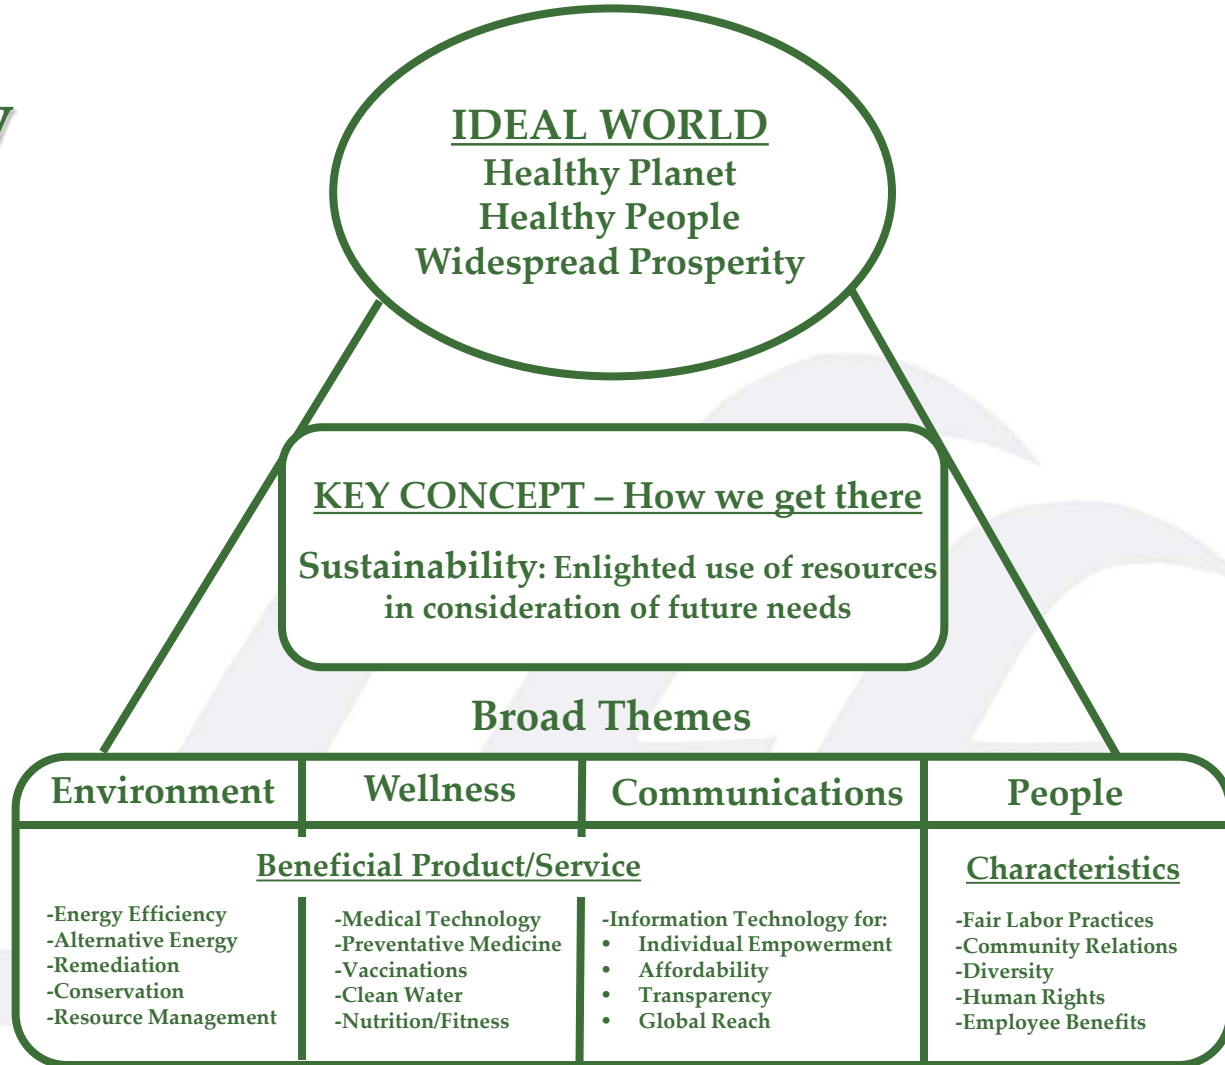 y
IDEAL WORLD
Healthy Planet
Healthy People
Widespread Prosperity
KEY CONCEPT – How we get there
Sustainability: Enlighted use of resources
in consideration of future needs
Broad Themes
Environment
Wellness
Communications
People
Beneficial Product/Service
Characteristics
-Energy Efficiency
-Alternative Energy
-Remediation
-Conservation
-Resource Management
-Medical Technology
-Preventative Medicine
-Vaccinations
-Clean Water
-Nutrition/Fitness
-Information Technology for:
• Individual Empowerment
• Affordability
• Transparency
• Global Reach
-Fair Labor Practices
-Community Relations
-Diversity
-Human Rights
-Employee Benefits